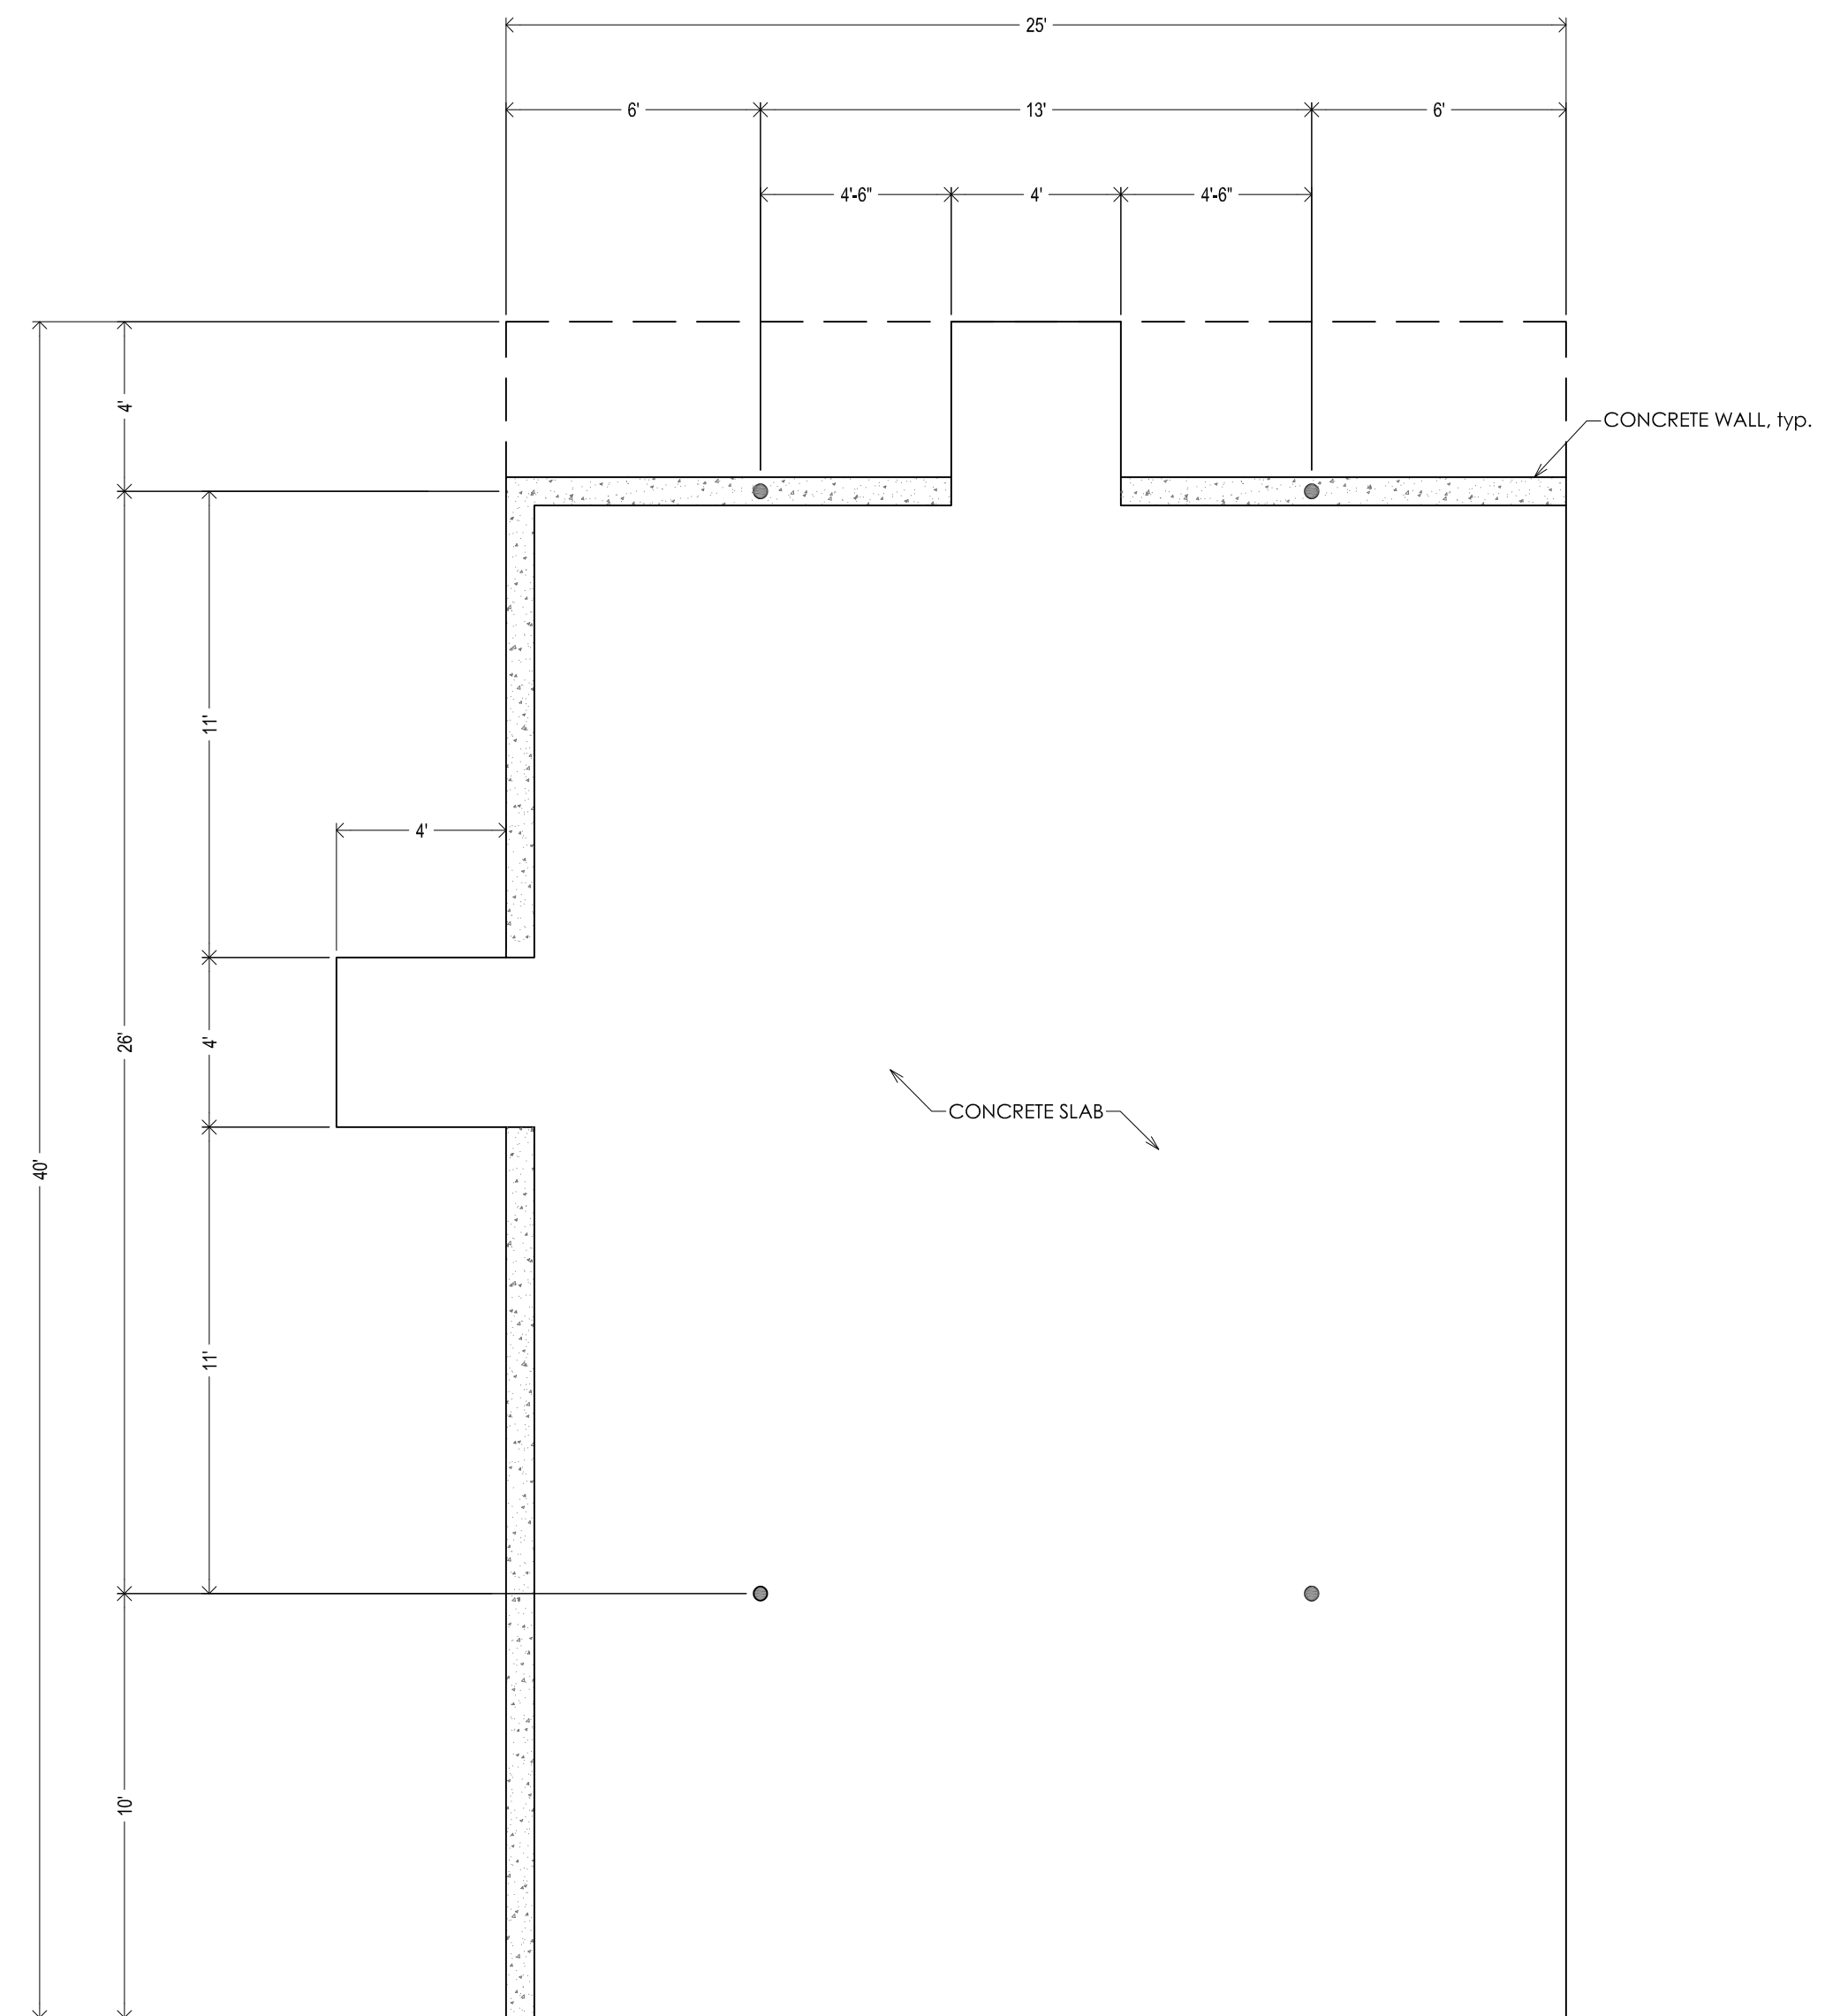 25'
6' 13' 6'
4'-6" 4' 4'-6"
4'
CONCRETE WALL, typ.
11'
4'
26'
4'
CONCRETE SLAB
40'
11'
10'